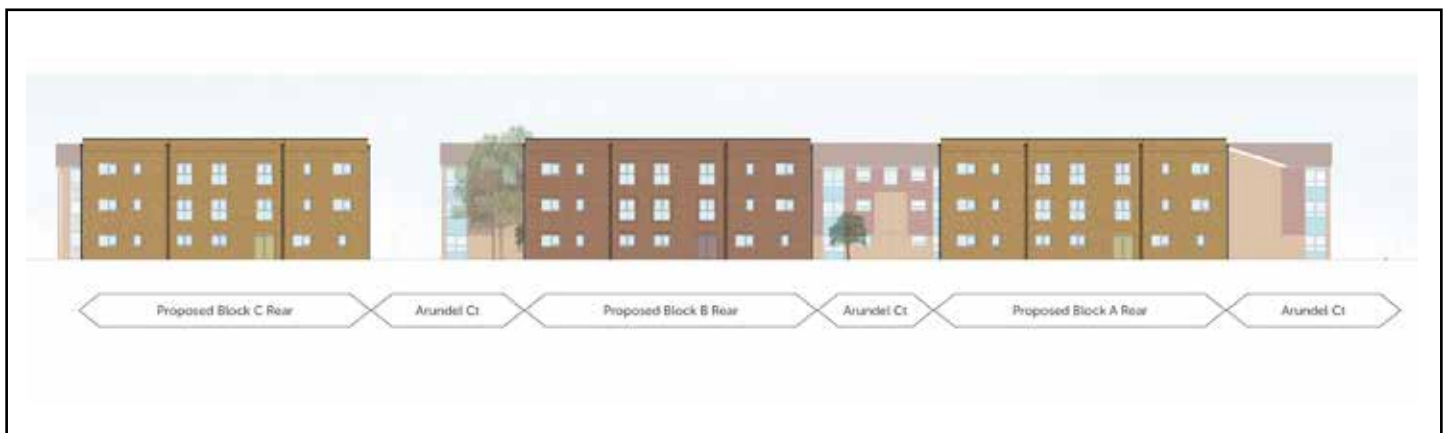 Proposed Block C Rear
Arundel Ct
Proposed Block B Rear
Arundel Ct
Proposed Block A Rear
Arundel Ct